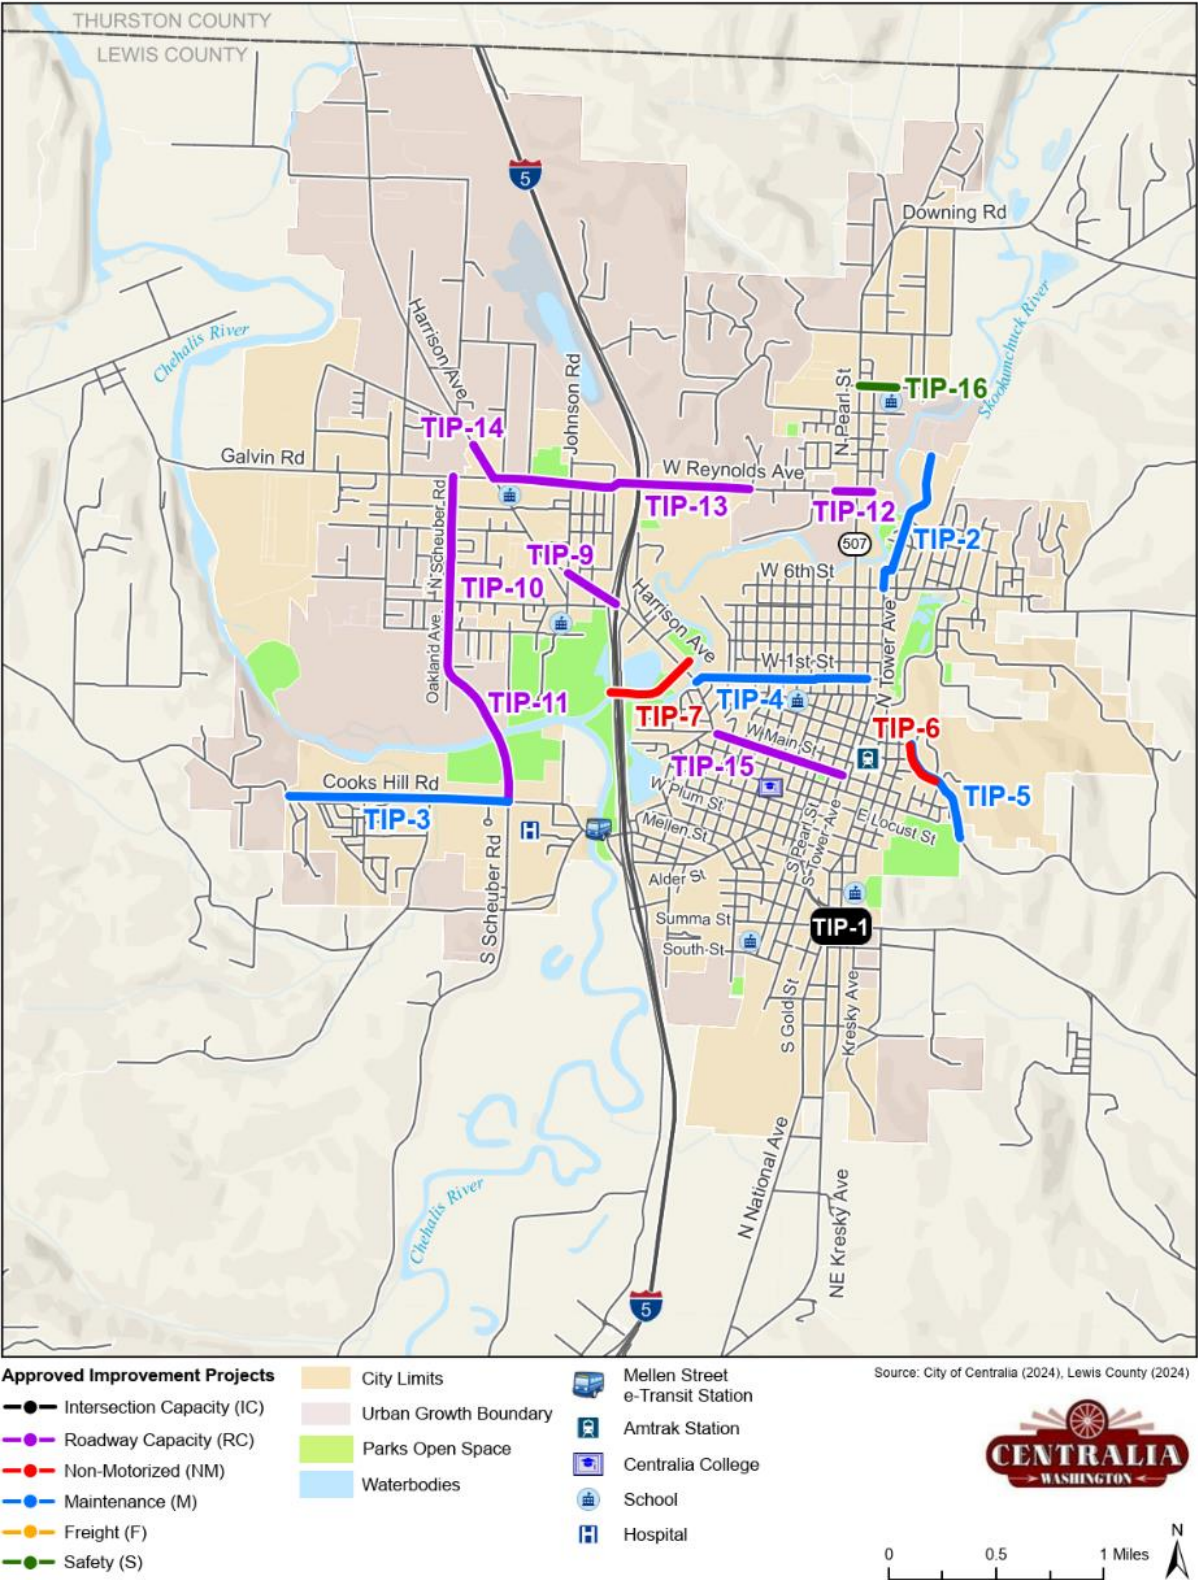 THURSTON COUNTY
LEWIS COUNTY
5
Downing Rd
Skookumchuck River
Chehalis River
Harrison Ave
Johnson Rd
N Pearl St
TIP-16
TIP-14
Galvin Rd
W Reynolds Ave
TIP-13
TIP-12
507
TIP-2
N Scheuber Rd
TIP-9
TIP-10
W 6th St
Harrison Ave
Oakland Ave
W 1st St
N Tower Ave
TIP-4
TIP-11
TIP-7
TIP-6
W Main St
TIP-15
Cooks Hill Rd
TIP-3
W Plum St
TIP-5
Mellen St
S Pearl St
S Tower Ave
E Locust St
Alder St
S Scheuber Rd
Summa St
TIP-1
South St
S Gold St
Kresky Ave
N National Ave
NE Kresky Ave
Chehalis River
5
Approved Improvement Projects
Intersection Capacity (IC)
Roadway Capacity (RC)
Non-Motorized (NM)
Maintenance (M)
Freight (F)
Safety (S)
City Limits
Urban Growth Boundary
Parks Open Space
Waterbodies
Mellen Street
e-Transit Station
Amtrak Station
Centralia College
School
Hospital
Source: City of Centralia (2024), Lewis County (2024)
CENTRALIA
WASHINGTON
N
0 0.5 1 Miles